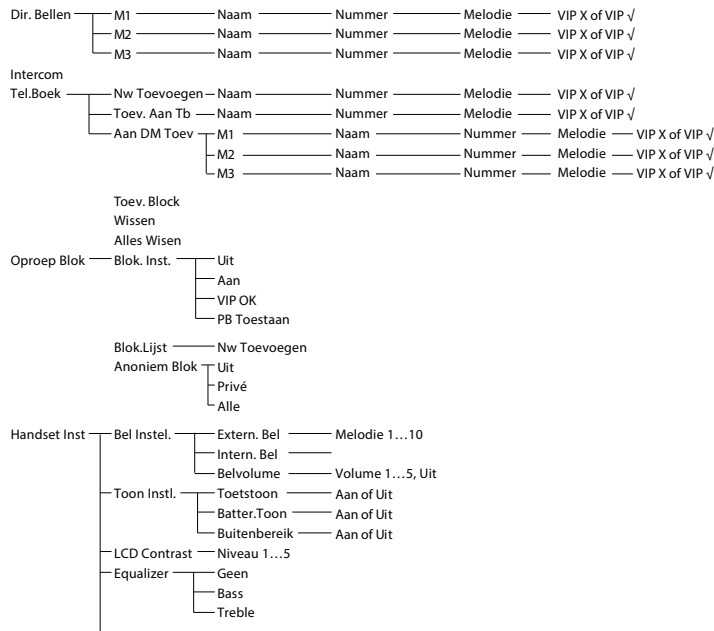 Dir. Bellen M1 Naam Nummer Melodie VIP X of VIP √
M2 Naam Nummer Melodie VIP X of VIP √
M3 Naam Nummer Melodie VIP X of VIP √
Intercom
Tel.Boek Nw Toevoegen Naam Nummer Melodie VIP X of VIP √
Toev. Aan Tb Naam Nummer Melodie VIP X of VIP √
Aan DM Toev M1 Naam Nummer Melodie VIP X of VIP √
M2 Naam Nummer Melodie VIP X of VIP √
M3 Naam Nummer Melodie VIP X of VIP √
Toev. Block
Wissen
Alles Wisen
Oproep Blok Blok. Inst. Uit
Aan
VIP OK
PB Toestaan
Blok.Lijst Nw Toevoegen
Anoniem Blok Uit
Privé
Alle
Handset Inst Bel Instel. Extern. Bel Melodie 1…10
Intern. Bel
Belvolume Volume 1…5, Uit
Toon Instl. Toetstoon Aan of Uit
Batter.Toon Aan of Uit
Buitenbereik Aan of Uit
LCD Contrast Niveau 1…5
Equalizer Geen
Bass
Treble